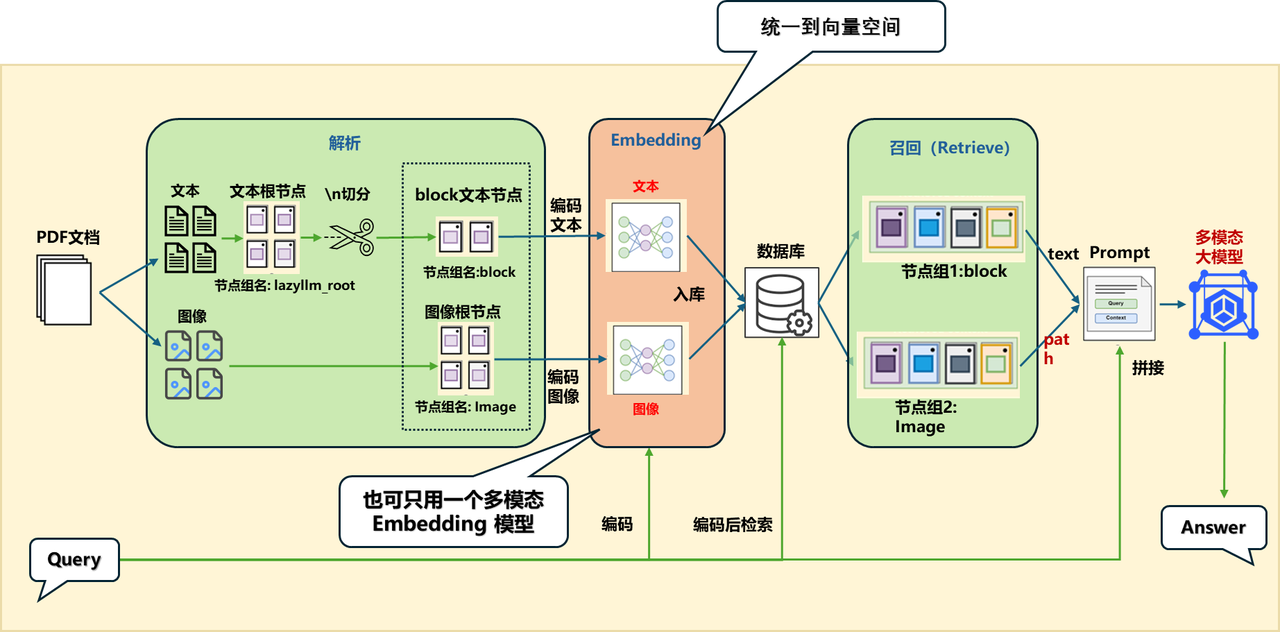 统一到向量空间
解析
Embedding
召回（Retrieve）
文本
文本根节点
\n切分
block文本节点
编码
文本
文本
PDF文档
节点组名:block
节点组名: lazyllm_root
图像
图像根节点
节点组名: Image
编码
图像
图像
入库
数据库
节点组1:block
节点组2:
Image
text
pat
h
Prompt
Query
Context
拼接
多模态
大模型
也可只用一个多模态
Embedding 模型
编码
编码后检索
Query
Answer